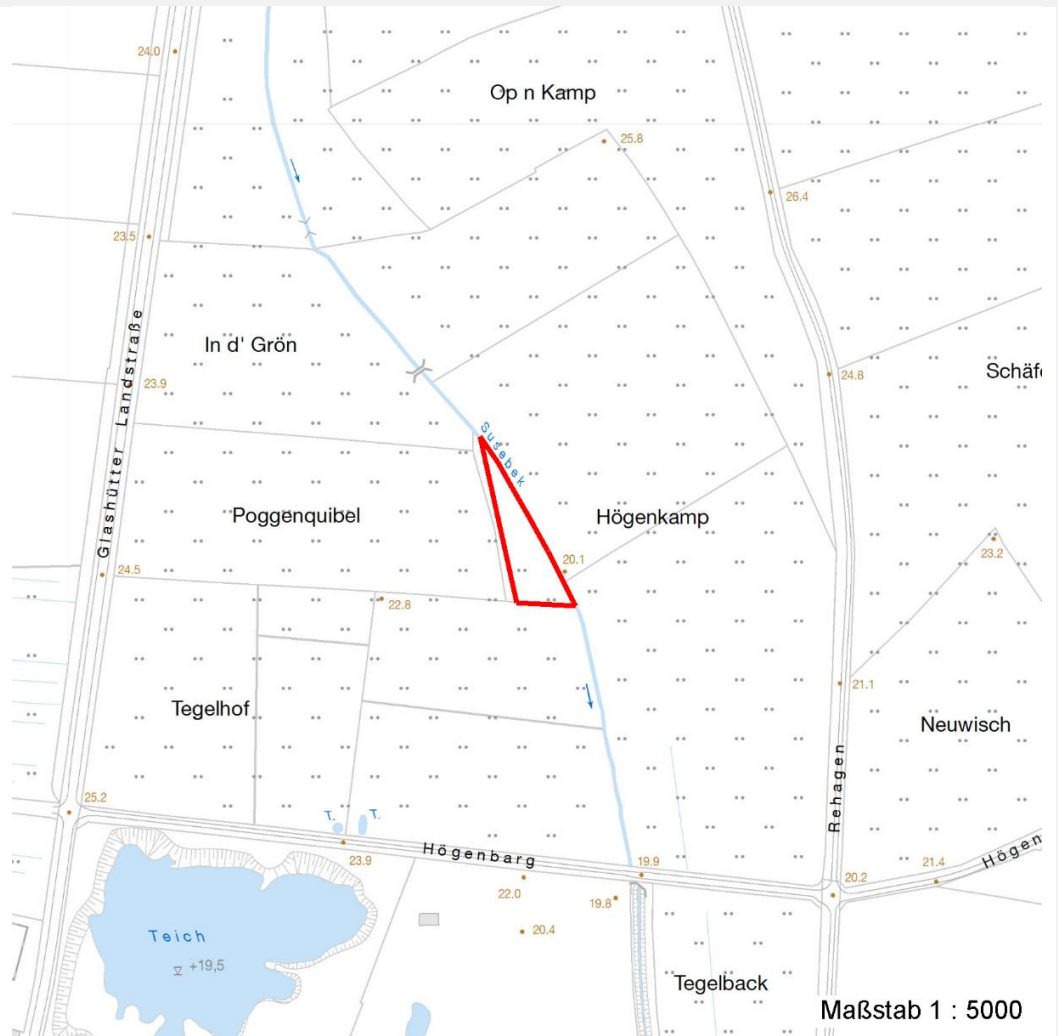 24.0
Op n Kamp
25.8
26.4
23.5
Glashütter Landstraße
In d' Grön
23.9
24.8
Schäfe
Susebek
Poggenquibel
Högenkamp
23.2
20.1
24.5
22.8
21.1
Tegelhof
Neuwisch
Rehagen
25.2
T.
T.
Högenbarg
23.9
19.9
21.4
Högen
22.0
19.8
20.2
20.4
Teich
+19,5
Tegelback
Maßstab 1 : 5000